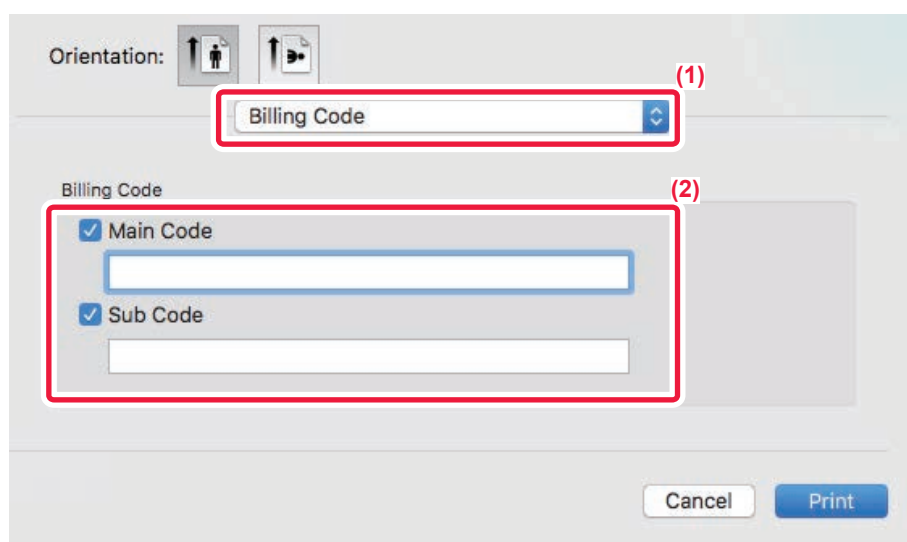 Orientation:
(1)
Billing Code
Billing Code
(2)
Main Code
Sub Code
Cancel
Print